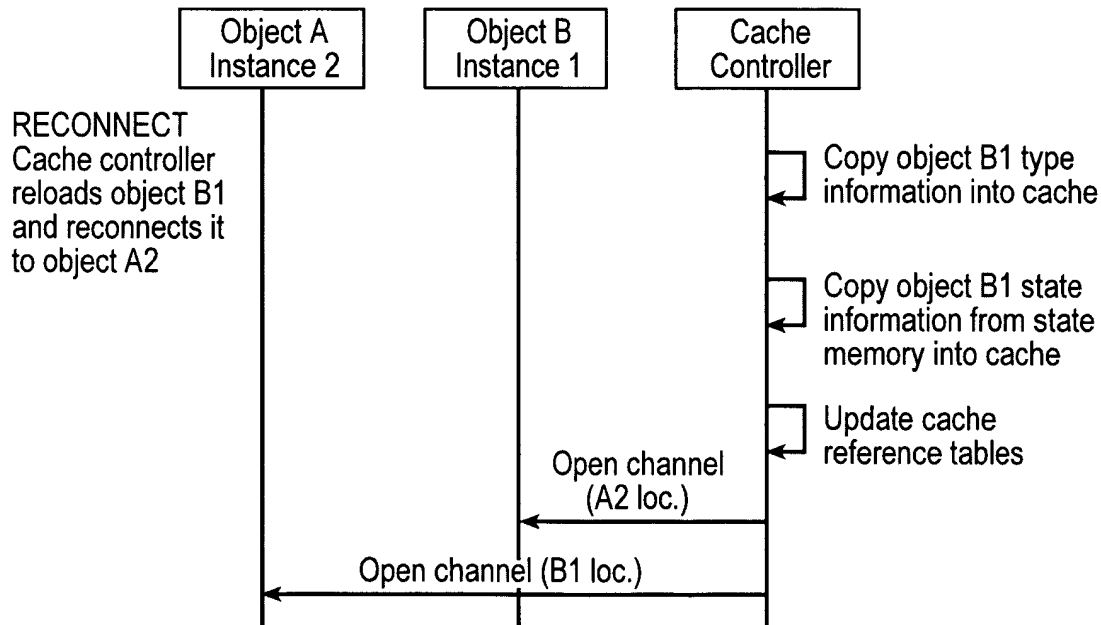 Object A
Instance 2
Object B
Instance 1
Cache
Controller
RECONNECT
Cache controller
reloads object B1
and reconnects it
to object A2
Copy object B1 type
information into cache
Copy object B1 state
information from state
memory into cache
Update cache
reference tables
Open channel
(A2 loc.)
Open channel (B1 loc.)